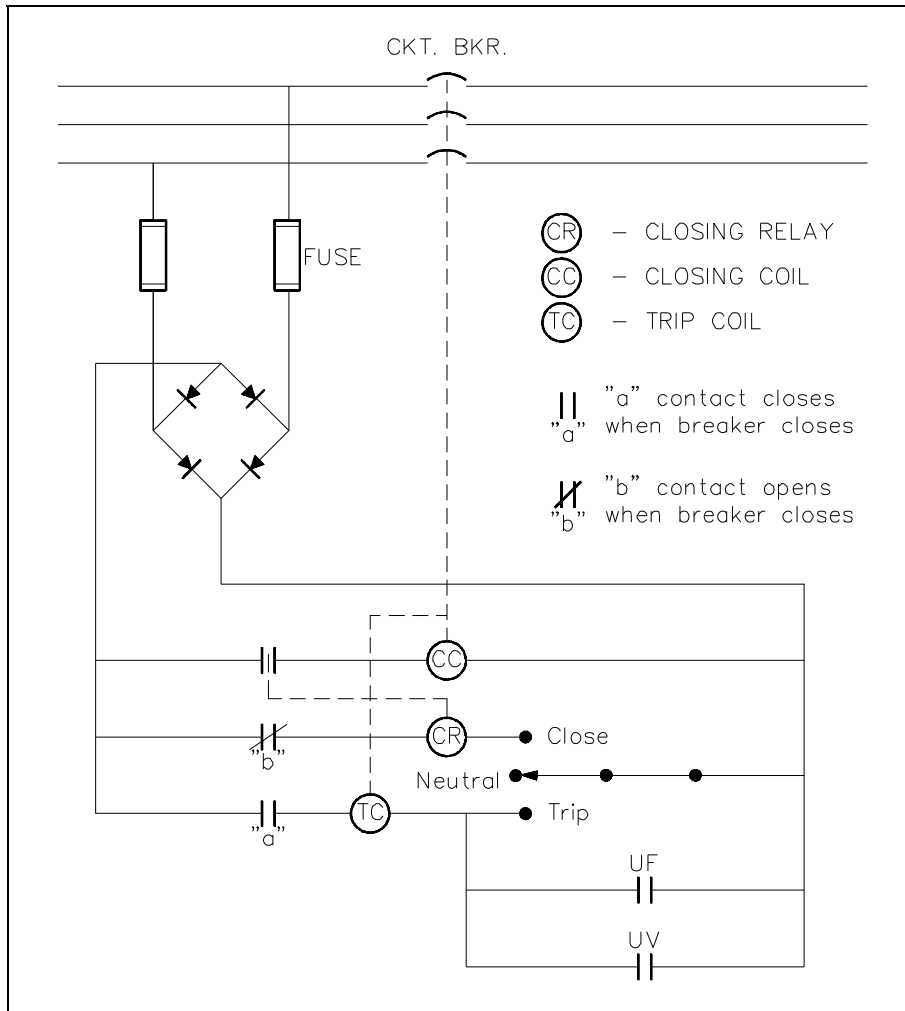 CKT. BKR.
FUSE
CR – CLOSING RELAY
CC – CLOSING COIL
TC – TRIP COIL
"a" contact closes
"a" when breaker closes
"b" contact opens
"b" when breaker closes
CC
CR
Close
"b"
Neutral
TC
Trip
"a"
UF
UV